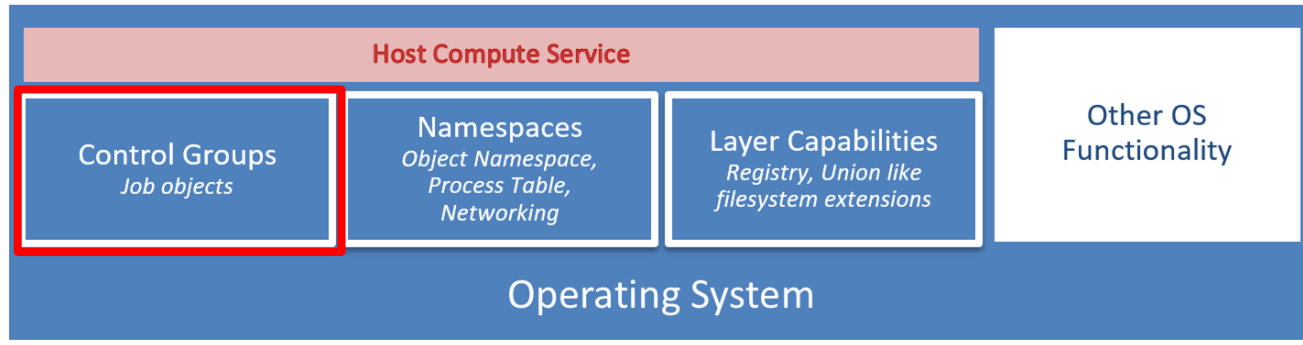 Host Compute Service
Control Groups
Job objects
Namespaces
Object Namespace,
Process Table,
Networking
Layer Capabilities
Registry, Union like
filesystem extensions
Other OS
Functionality
Operating System